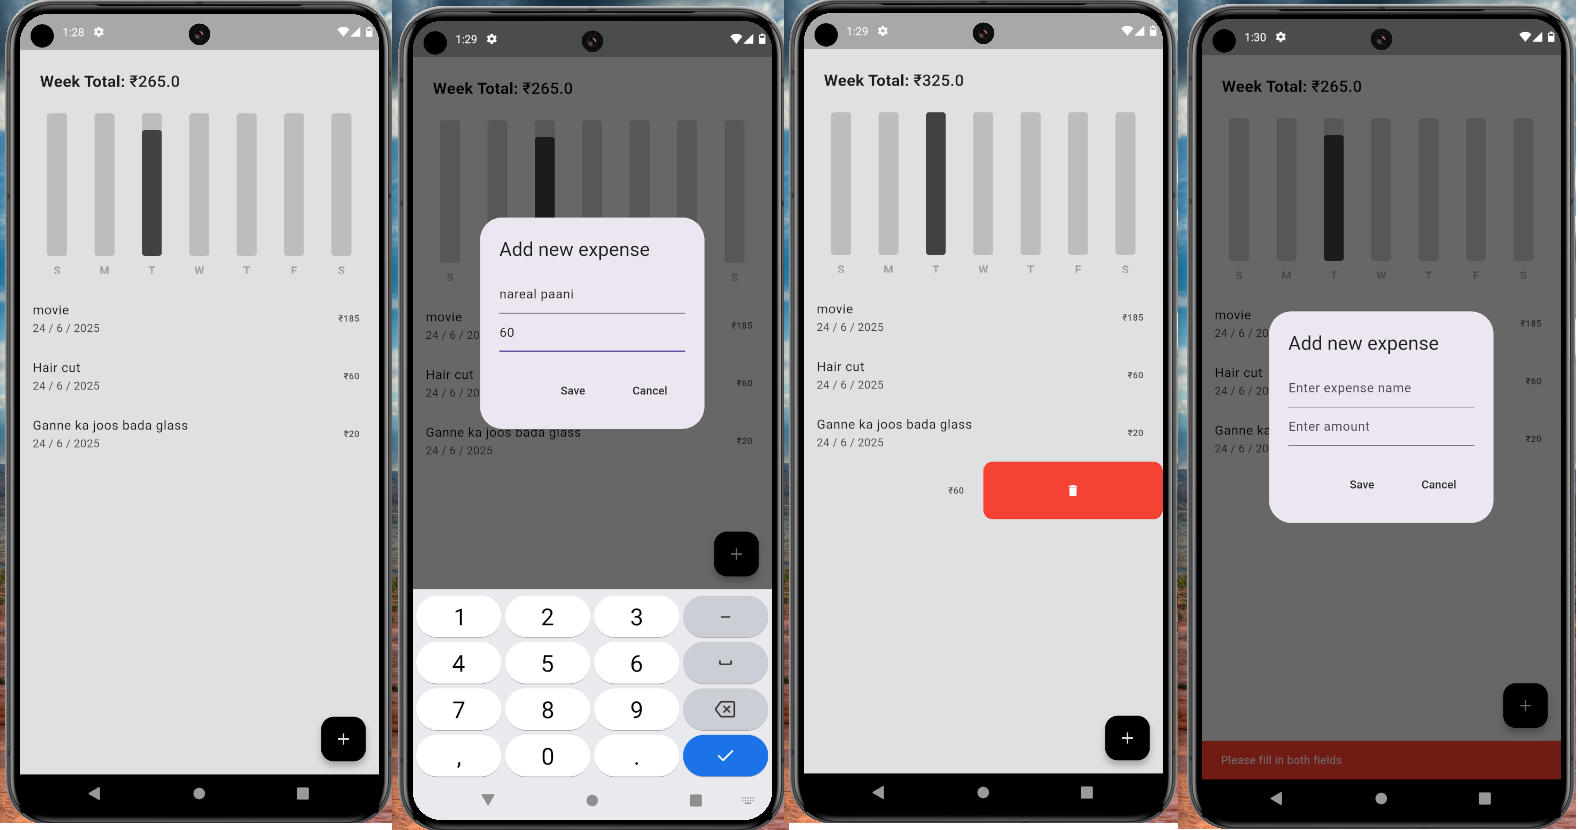 1:28
Week Total: ₹265.0
S M T W T F S
movie
24 / 6 / 2025
₹185
Hair cut
24 / 6 / 2025
₹60
Ganne ka joos bada glass
24 / 6 / 2025
₹20
+
1:29
Week Total: ₹265.0
S S
Add new expense
nareal paani
60
Save Cancel
movie
24 / 6 / 20
₹185
Hair cut
24 / 6 / 20
₹60
Ganne ka joos bada glass
24 / 6 / 2025
₹20
+
1 2 3 –
4 5 6
7 8 9
, 0 .
1:29
Week Total: ₹325.0
S M T W T F S
movie
24 / 6 / 2025
₹185
Hair cut
24 / 6 / 2025
₹60
Ganne ka joos bada glass
24 / 6 / 2025
₹20
₹60
+
1:30
Week Total: ₹265.0
S M T W T F S
movie
24 / 6 / 20
₹185
Hair cut
24 / 6 / 20
₹60
Ganne ka
24 / 6 / 2025
₹20
Add new expense
Enter expense name
Enter amount
Save Cancel
+
Please fill in both fields